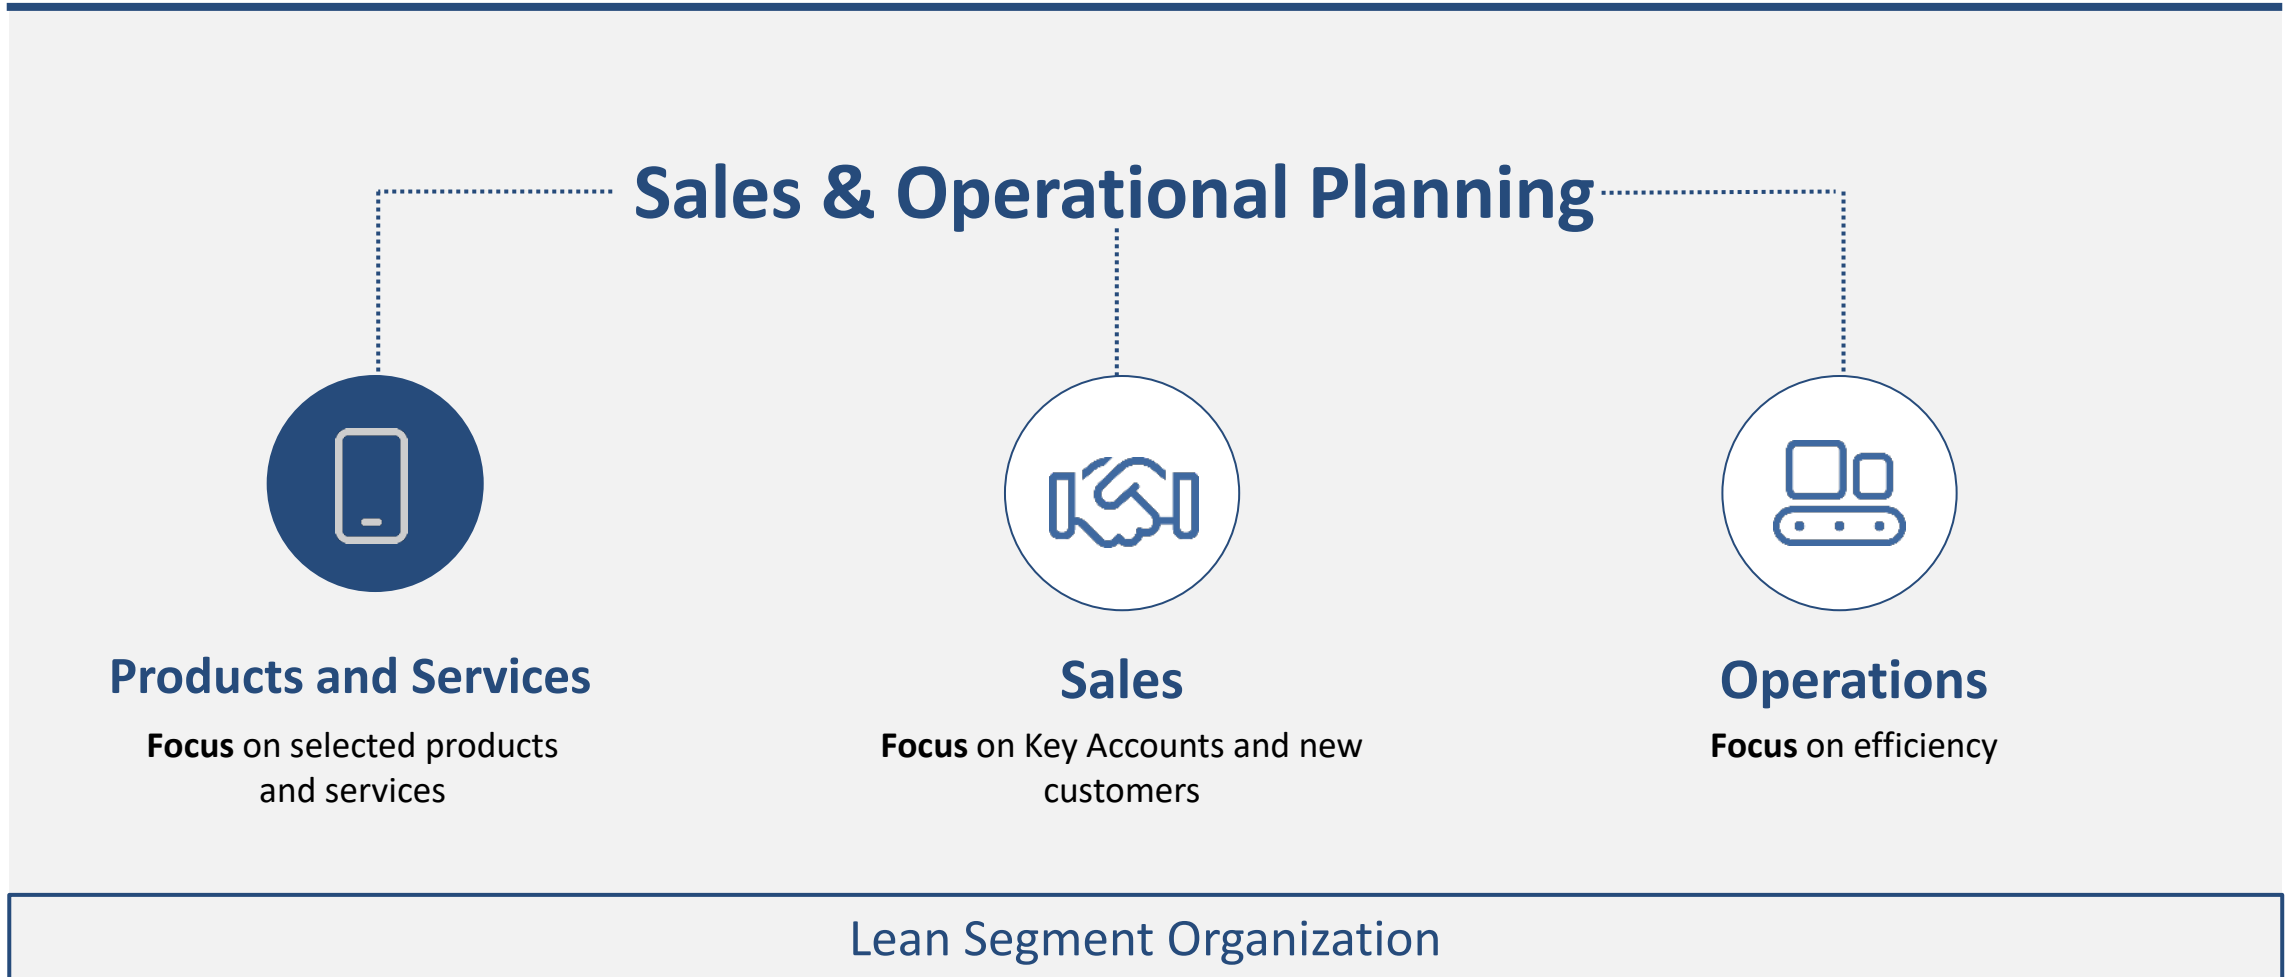 Sales & Operational Planning
Products and Services
Focus on selected products
and services
Sales
Focus on Key Accounts and new
customers
Operations
Focus on efficiency
Lean Segment Organization